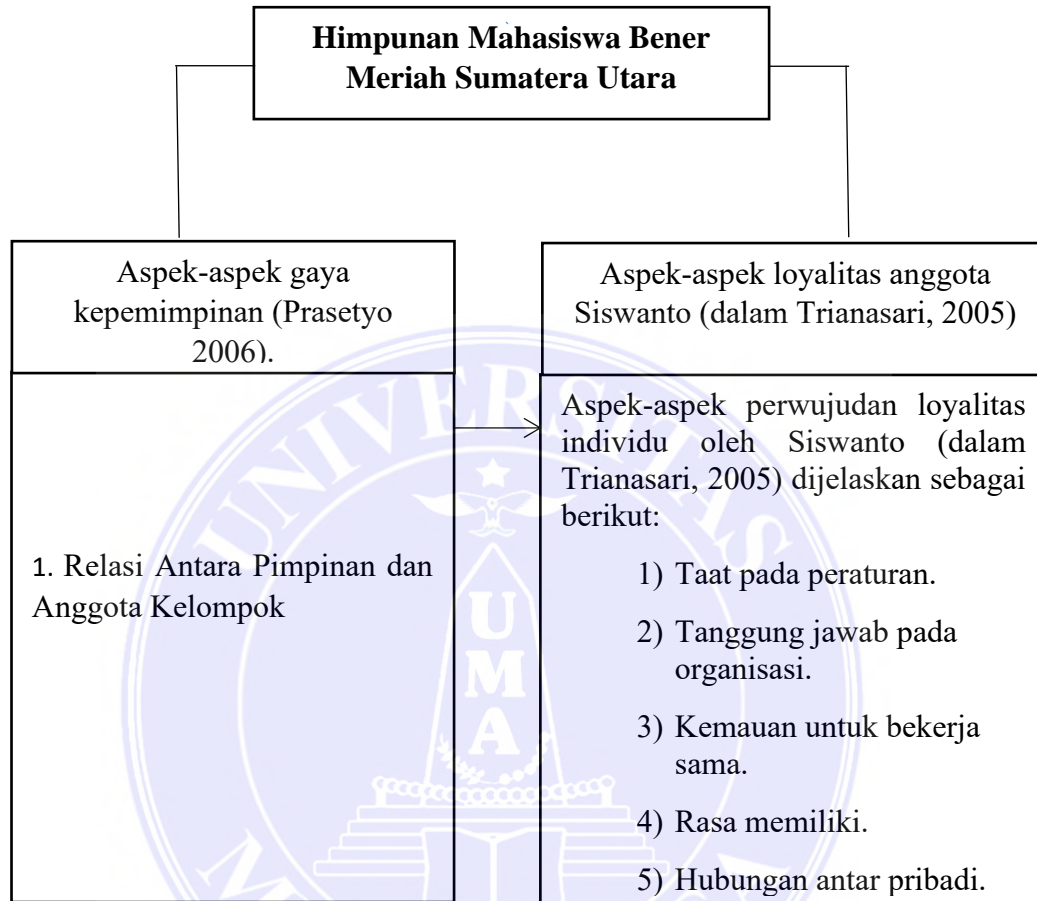 Himpunan Mahasiswa Bener
Meriah Sumatera Utara
Aspek-aspek gaya
kepemimpinan (Prasetyo
2006).
1. Relasi Antara Pimpinan dan
Anggota Kelompok
Aspek-aspek loyalitas anggota
Siswanto (dalam Trianasari, 2005)
Aspek-aspek perwujudan loyalitas
individu oleh Siswanto (dalam
Trianasari, 2005) dijelaskan sebagai
berikut:
1) Taat pada peraturan.
2) Tanggung jawab pada
organisasi.
3) Kemauan untuk bekerja
sama.
4) Rasa memiliki.
5) Hubungan antar pribadi.
UNIVERSITAS
UMA